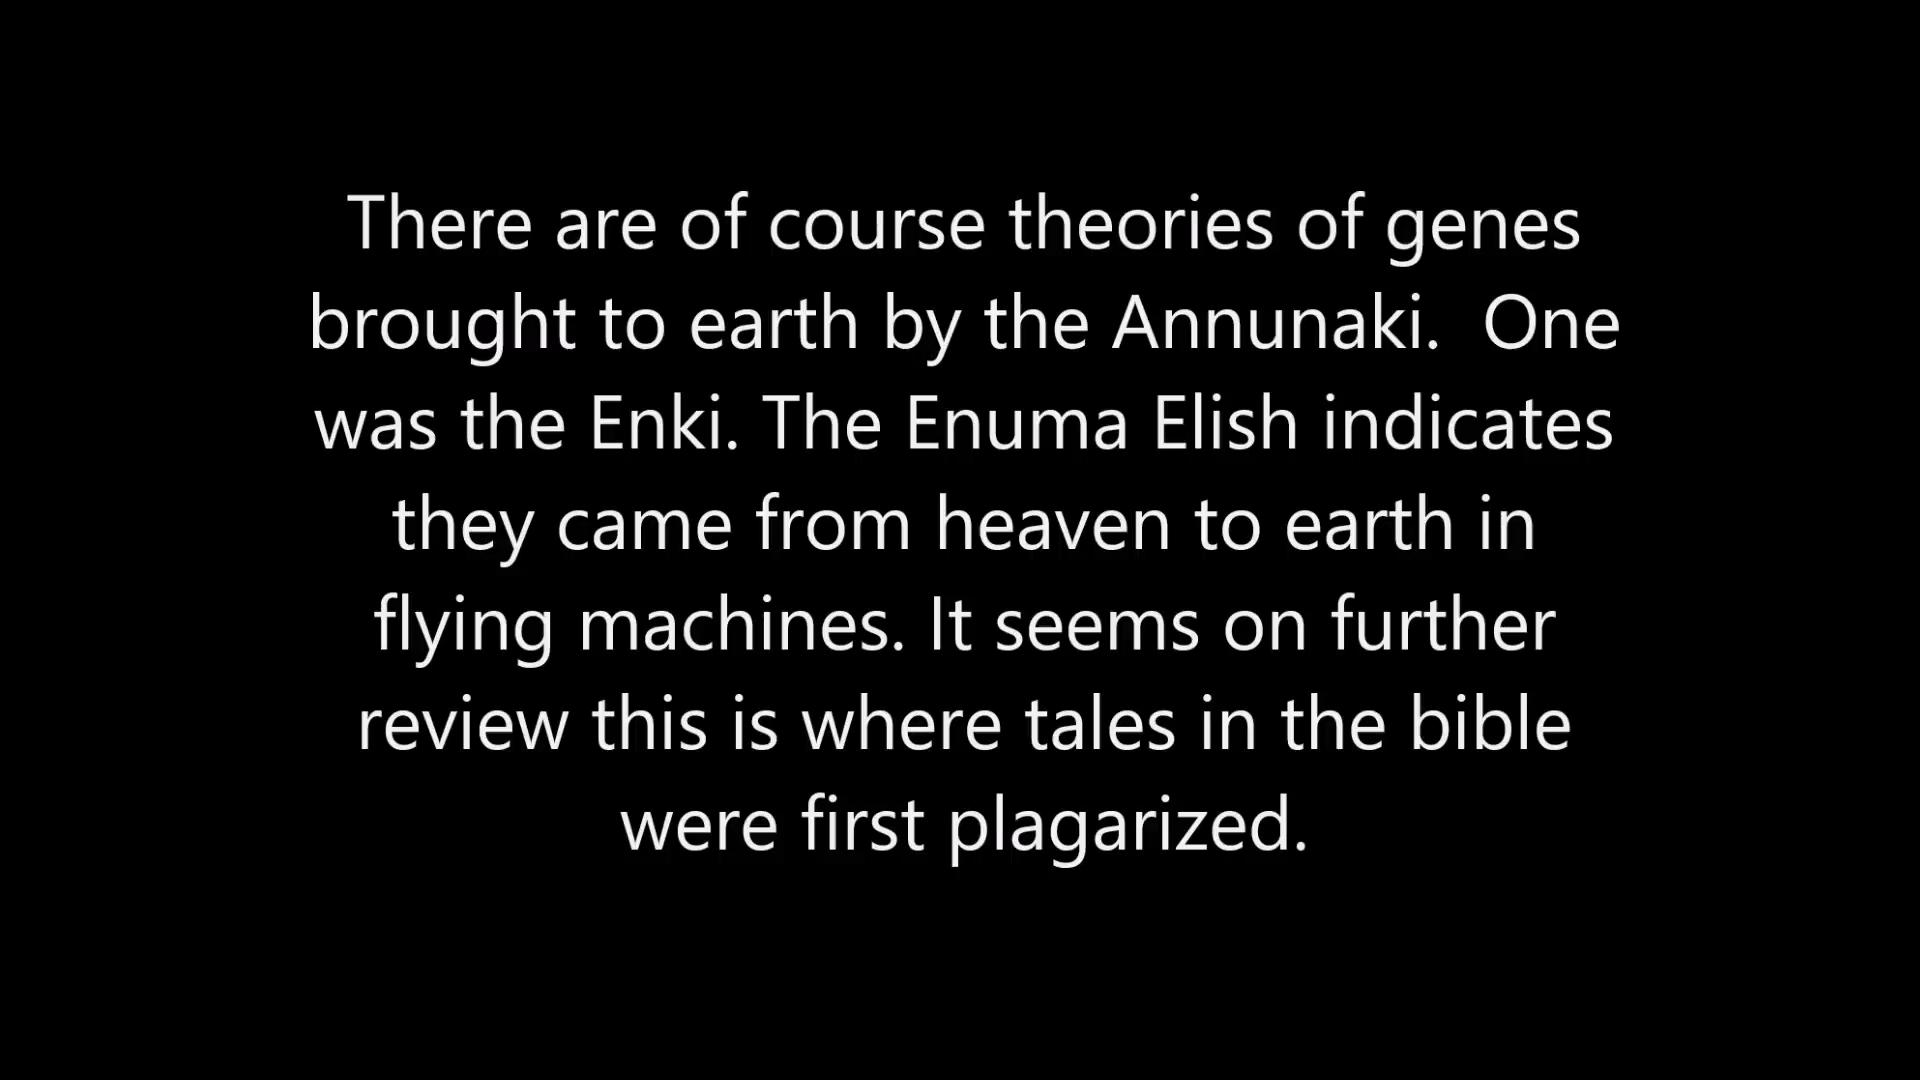 There are of course theories of genes
brought to earth by the Annunaki.  One
was the Enki. The Enuma Elish indicates
they came from heaven to earth in
flying machines. It seems on further
review this is where tales in the bible
were first plagarized.